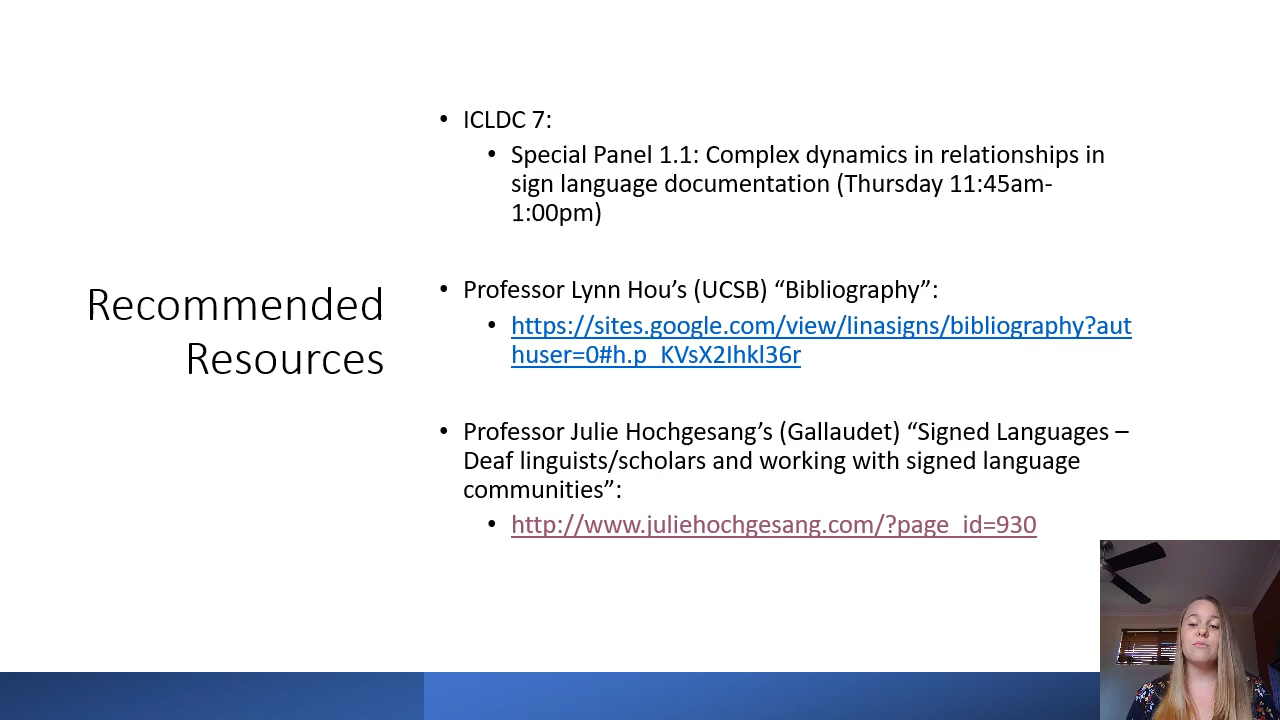 Recommended
Resources
• ICLDC 7:
• Special Panel 1.1: Complex dynamics in relationships in
sign language documentation (Thursday 11:45am-
1:00pm)
• Professor Lynn Hou’s (UCSB) “Bibliography”:
• https://sites.google.com/view/linasigns/bibliography?aut
huser=0#h.p_KVsX2Ihkl36r
• Professor Julie Hochgesang’s (Gallaudet) “Signed Languages –
Deaf linguists/scholars and working with signed language
communities”:
• http://www.juliehochgesang.com/?page_id=930